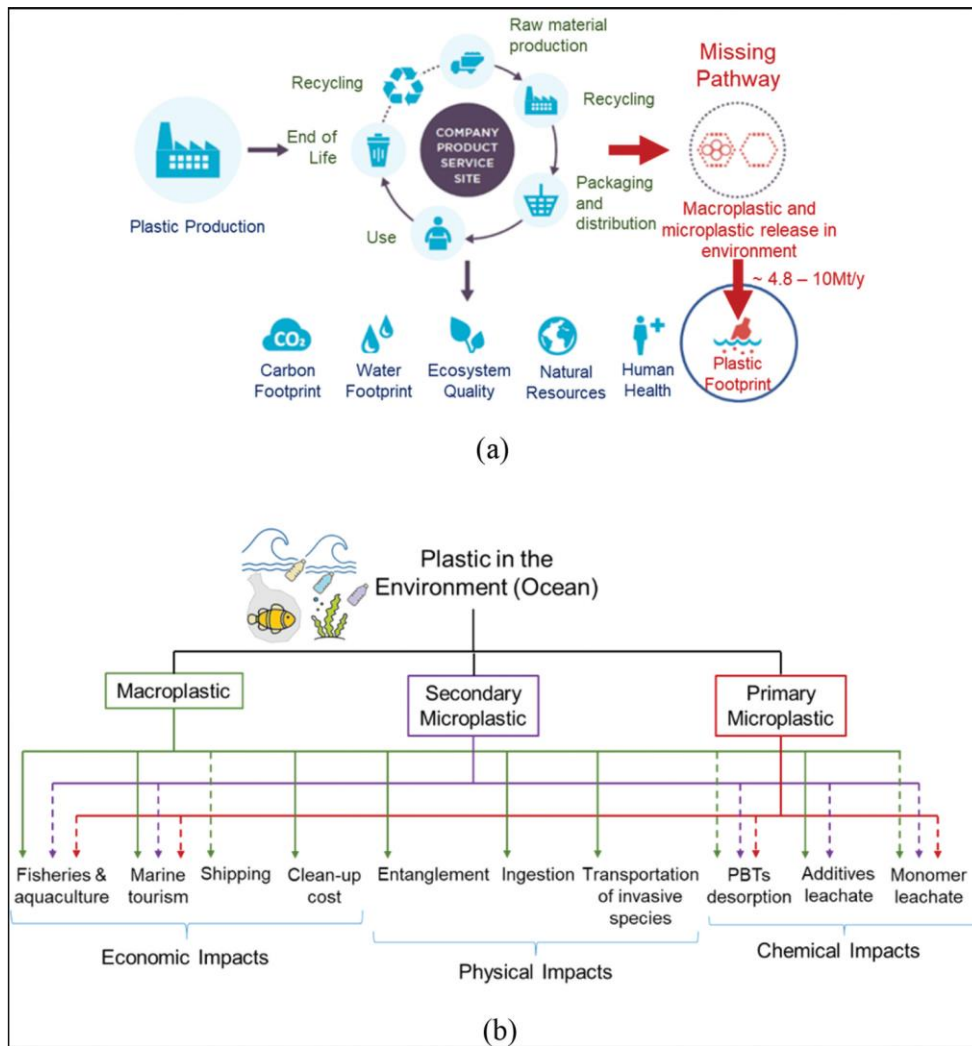 Raw material
production
Missing
Pathway
Recycling
Recycling
End of
Life
COMPANY
PRODUCT
SERVICE
SITE
Plastic Production
Use
Packaging
and
distribution
Macroplastic and
microplastic release in
environment
~ 4.8 – 10Mt/y
CO₂
Carbon
Footprint
Water
Footprint
Ecosystem
Quality
Natural
Resources
Human
Health
Plastic
Footprint
(a)
Plastic in the
Environment (Ocean)
Macroplastic
Secondary
Microplastic
Primary
Microplastic
Fisheries &
aquaculture
Marine
tourism
Shipping
Clean-up
cost
Entanglement
Ingestion
Transportation
of invasive
species
PBTs
desorption
Additives
leachate
Monomer
leachate
Economic Impacts
Physical Impacts
Chemical Impacts
(b)